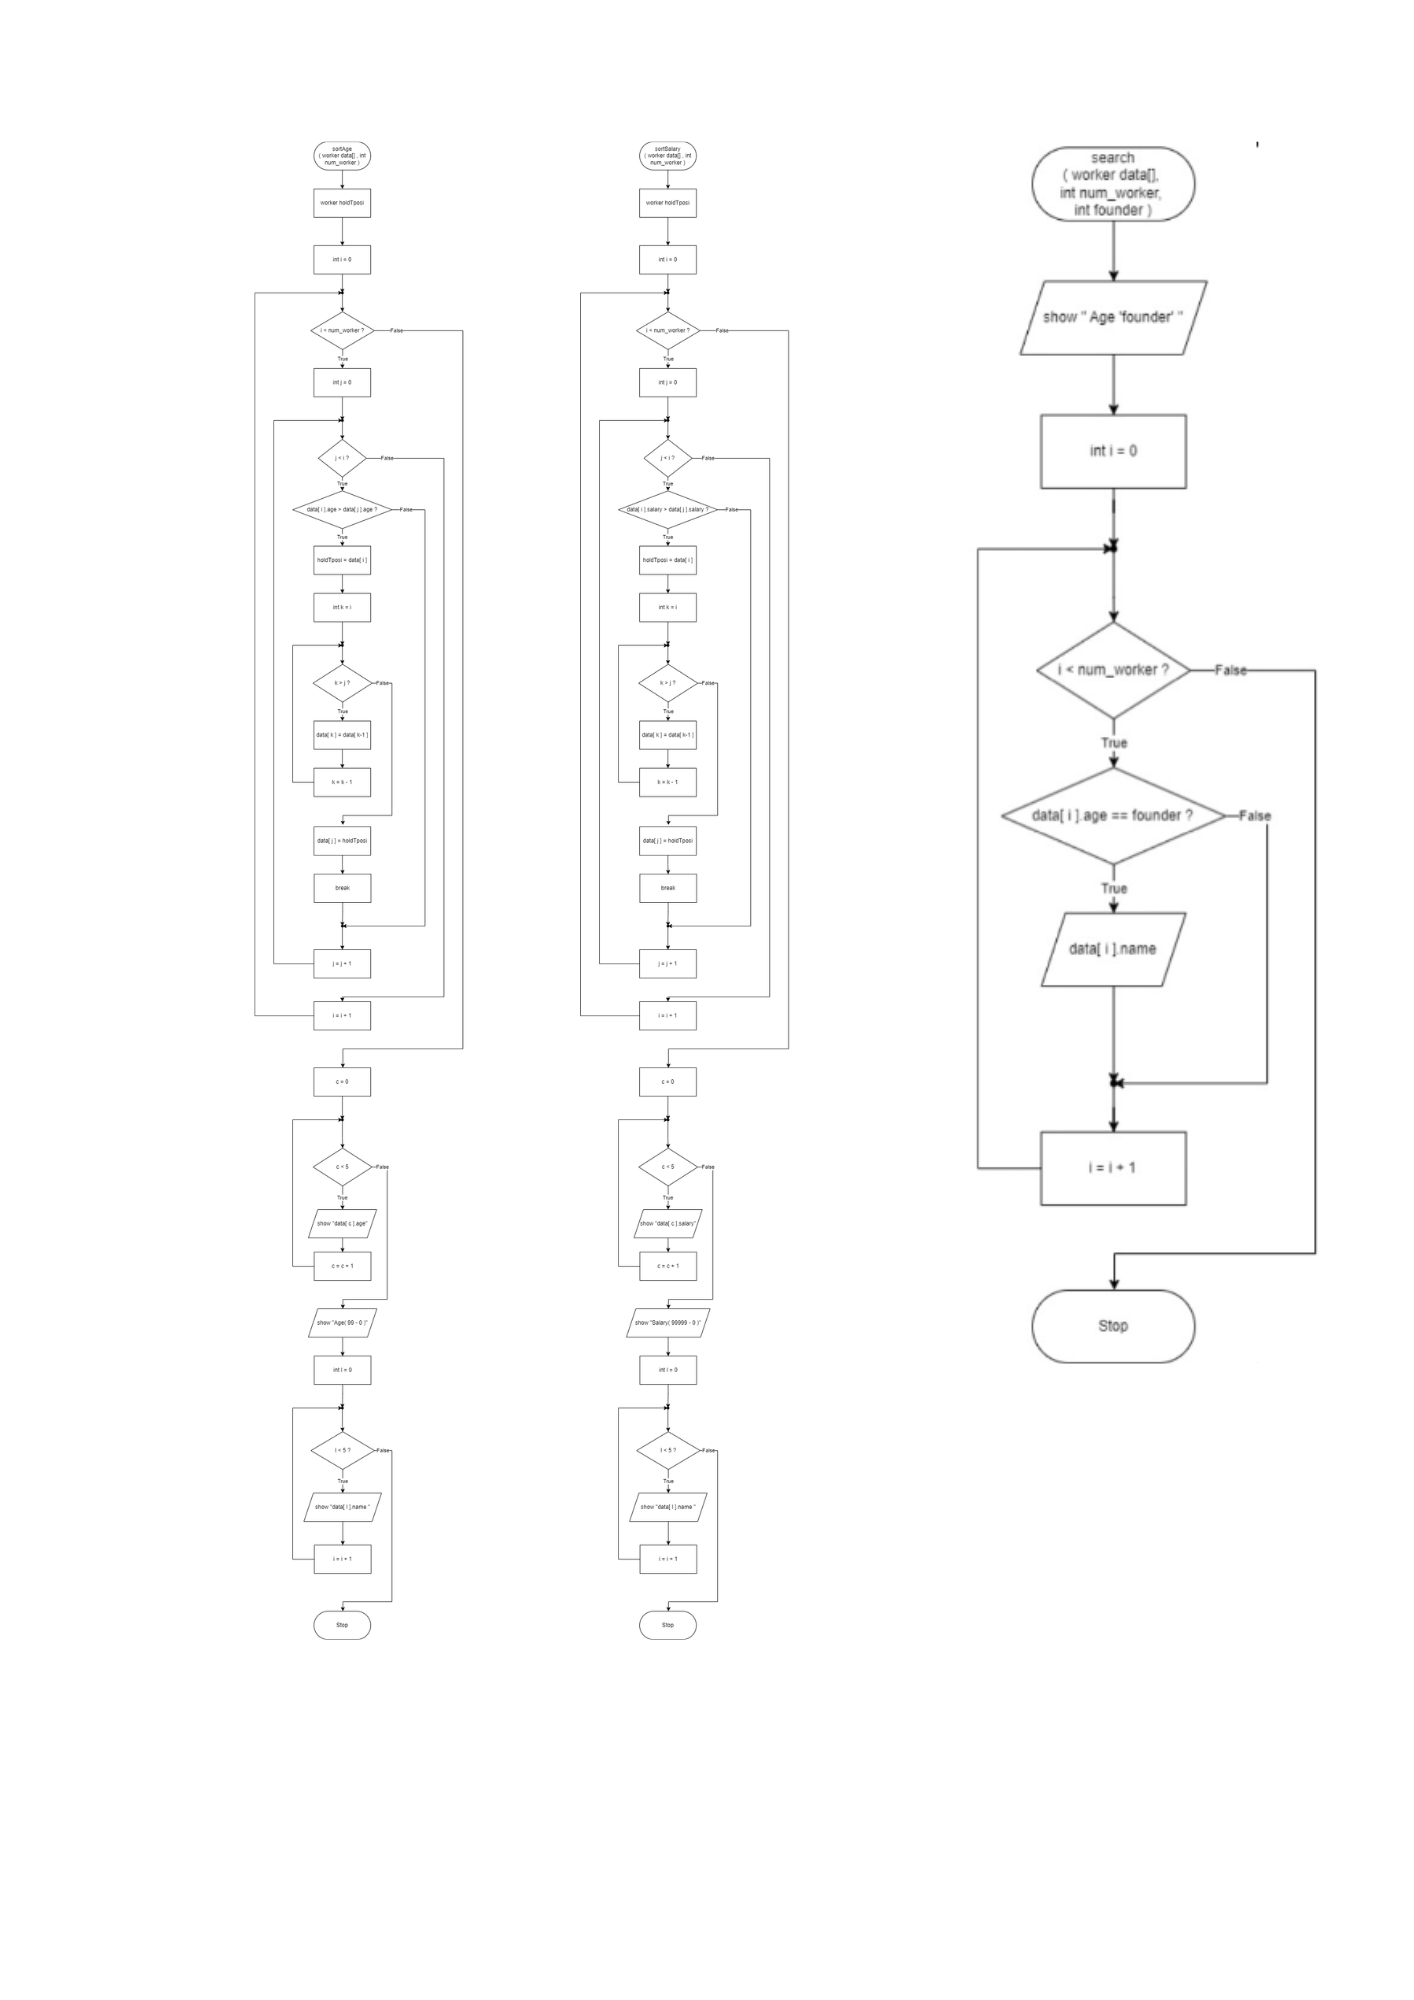 sortAge
( worker data[] , int
num_worker )
worker holdTposi
int i = 0
i < num_worker ?
False
True
int j = 0
j < i ?
False
True
data[ i ].age > data[ j ].age ?
False
True
holdTposi = data[ i ]
int k = i
k > j ?
False
True
data[ k ] = data[ k-1 ]
k = k - 1
data[ j ] = holdTposi
break
j = j + 1
i = i + 1
c = 0
c < 5
False
True
show "data[ c ].age"
c = c + 1
show "Age( 99 - 0 )"
int l = 0
l < 5 ?
False
True
show "data[ l ].name "
i = i + 1
Stop
sortSalary
( worker data[] , int
num_worker )
worker holdTposi
int i = 0
i < num_worker ?
False
True
int j = 0
j < i ?
False
True
data[ i ].salary > data[ j ].salary ?
False
True
holdTposi = data[ i ]
int k = i
k > j ?
False
True
data[ k ] = data[ k-1 ]
k = k - 1
data[ j ] = holdTposi
break
j = j + 1
i = i + 1
c = 0
c < 5
False
True
show "data[ c ].salary"
c = c + 1
show "Salary( 99999 - 0 )"
int l = 0
l < 5 ?
False
True
show "data[ l ].name "
i = i + 1
Stop
search
( worker data[],
int num_worker,
int founder )
show " Age 'founder' "
int i = 0
i < num_worker ?
False
True
data[ i ].age == founder ?
False
True
data[ i ].name
i = i + 1
Stop